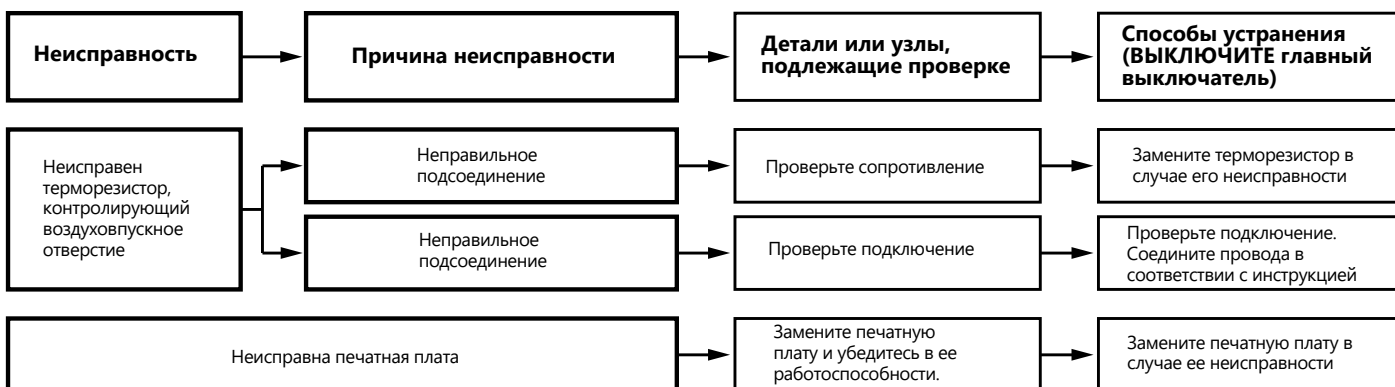 Неисправность
Причина неисправности
Детали или узлы,
подлежащие проверке
Способы устранения
(ВЫКЛЮЧИТЕ главный
выключатель)
Неисправен
терморезистор,
контролирующий
воздуховпускное
отверстие
Неправильное
подсоединение
Проверьте сопротивление
Замените терморезистор в
случае его неисправности
Неправильное
подсоединение
Проверьте подключение
Проверьте подключение.
Соедините провода в
соответствии с инструкцией
Неисправна печатная плата
Замените печатную
плату и убедитесь в ее
работоспособности.
Замените печатную плату в
случае ее неисправности